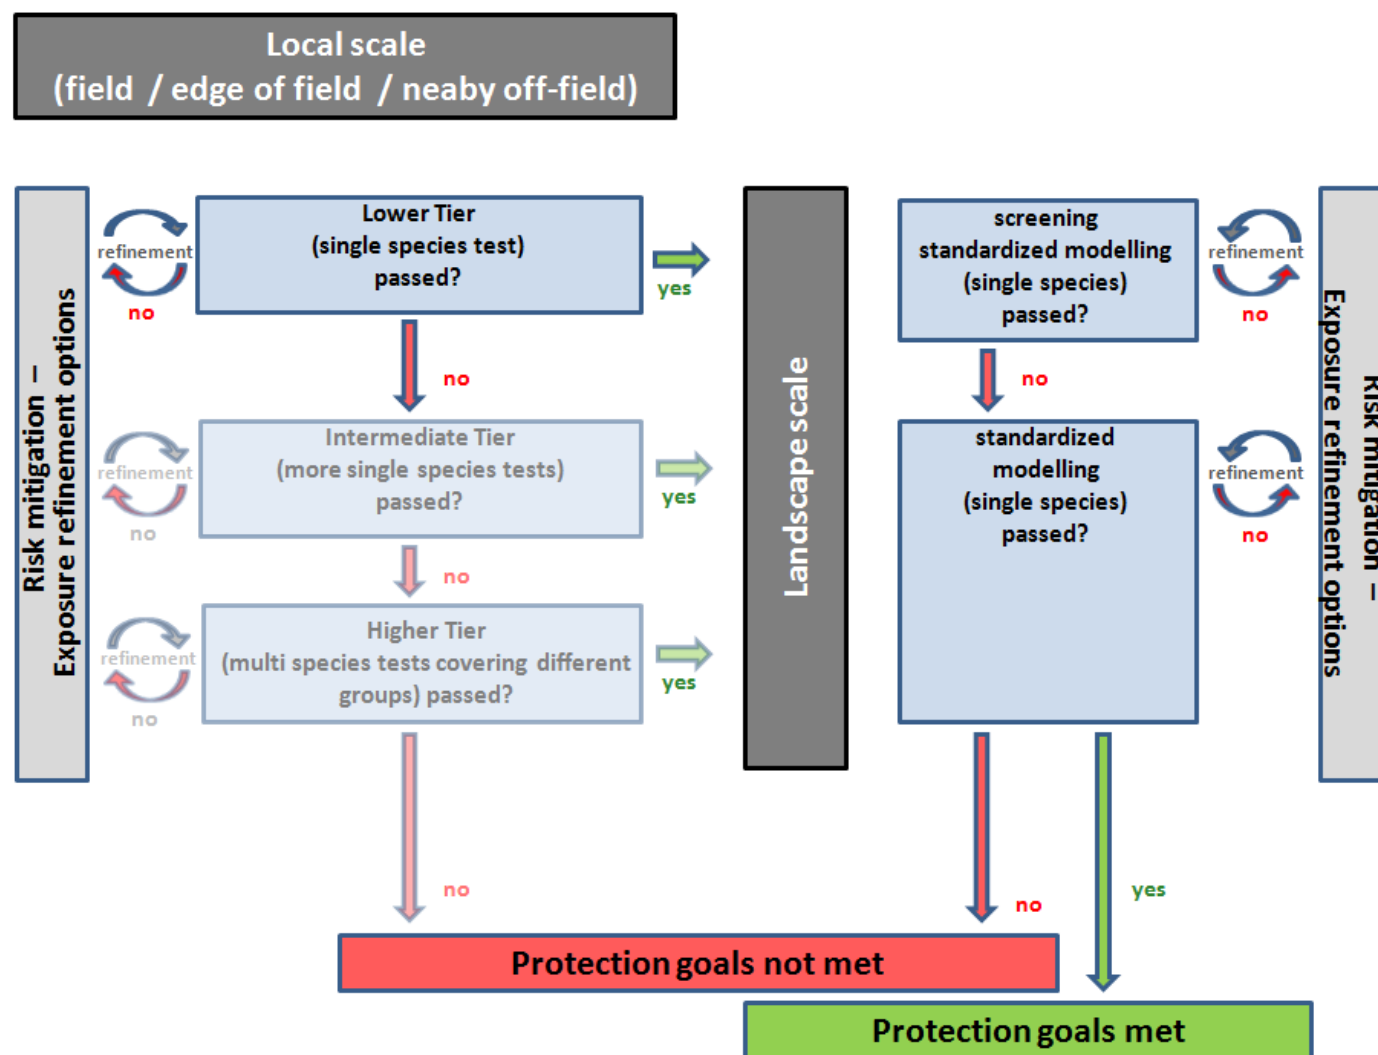 Local scale
(field / edge of field / neaby off-field)
Risk mitigation –
Exposure refinement options
refinement
no
Lower Tier
(single species test)
passed?
yes
no
refinement
no
Intermediate Tier
(more single species tests)
passed?
yes
no
refinement
no
Higher Tier
(multi species tests covering different
groups) passed?
yes
no
Landscape scale
screening
standardized modelling
(single species)
passed?
refinement
no
no
standardized
modelling
(single species)
passed?
refinement
no
no
yes
Risk mitigation –
Exposure refinement options
Protection goals not met
Protection goals met